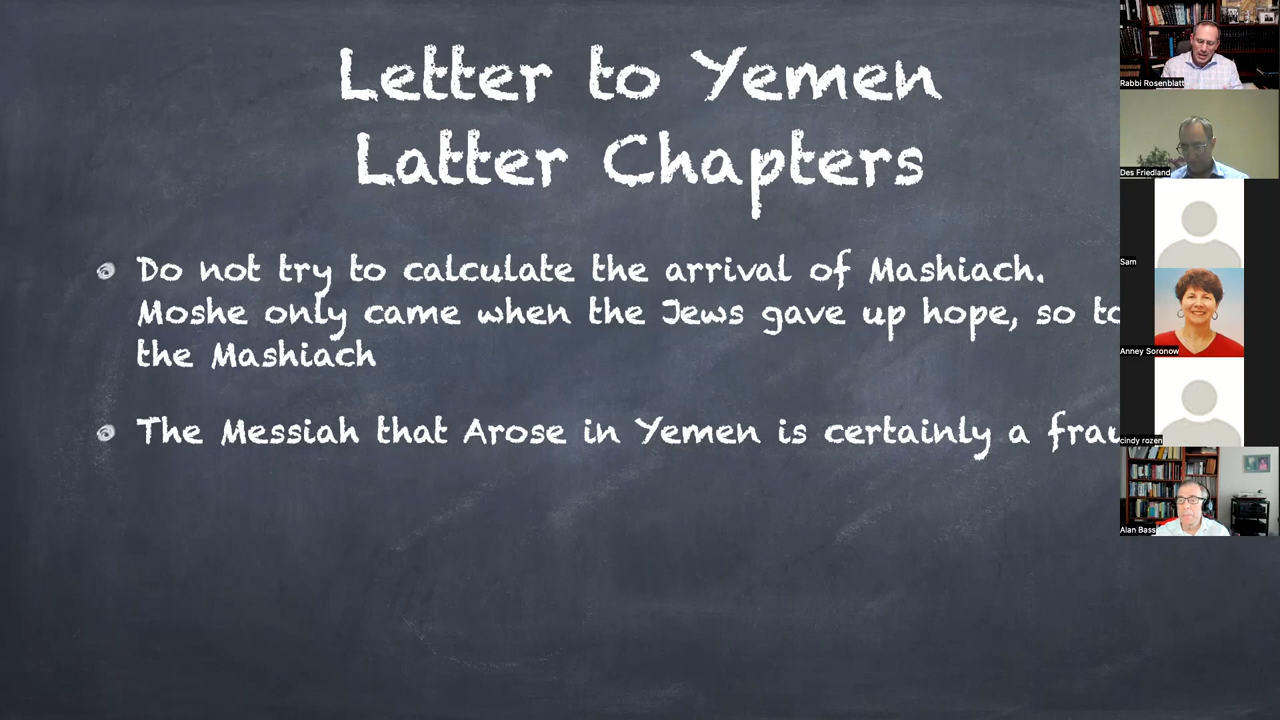 Letter to Yemen
Latter Chapters
Do not try to calculate the arrival of Mashiach.
Moshe only came when the Jews gave up hope, so
the Mashiach
The Messiah that Arose in Yemen is certainly a
Rabbi Rosenblatt
Des Friedland
Sam
Anney Soronow
cindy rozen
Alan Bass